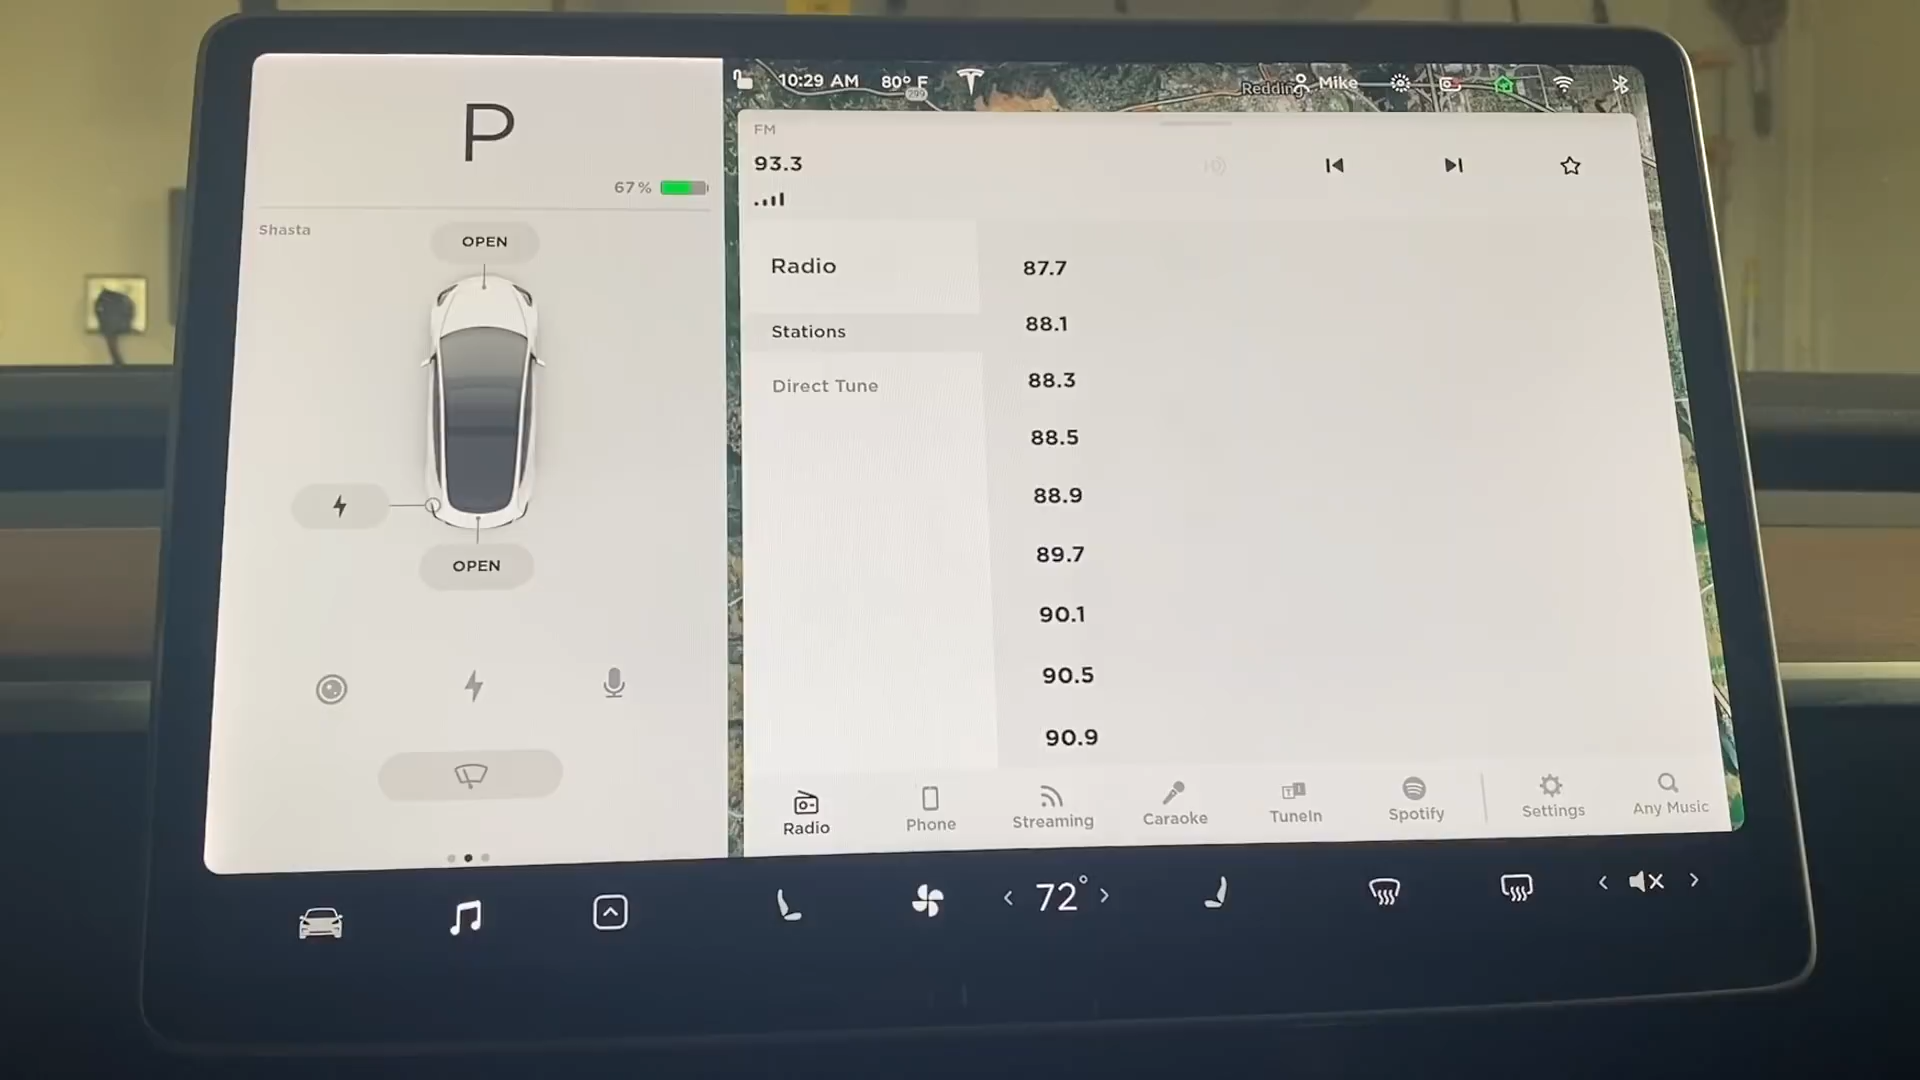 P
67%
Shasta
OPEN
OPEN
10:29 AM 80° F
299
Redding
Mike
FM
93.3
Radio
Stations
Direct Tune
87.7
88.1
88.3
88.5
88.9
89.7
90.1
90.5
90.9
Radio
Phone
Streaming
Caraoke
TuneIn
Spotify
Settings
Any Music
72°